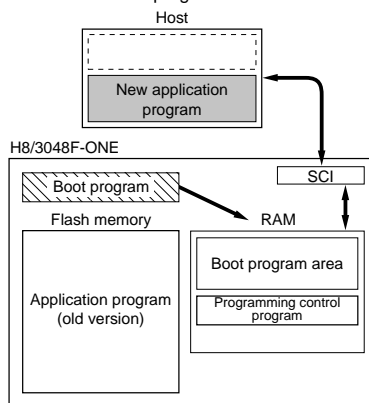 Host
New application
program
H8/3048F-ONE
SCI
Boot program
Flash memory
RAM
Boot program area
Application program
(old version)
Programming control
program